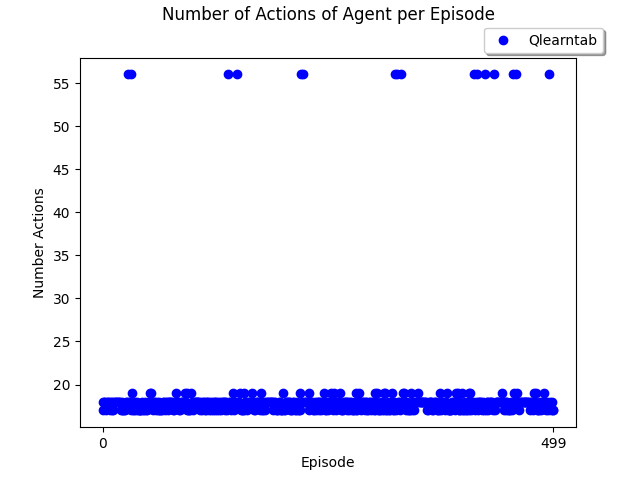 Number of Actions of Agent per Episode
Qlearntab
55
50
45
40
35
30
25
20
Number Actions
0 499
Episode